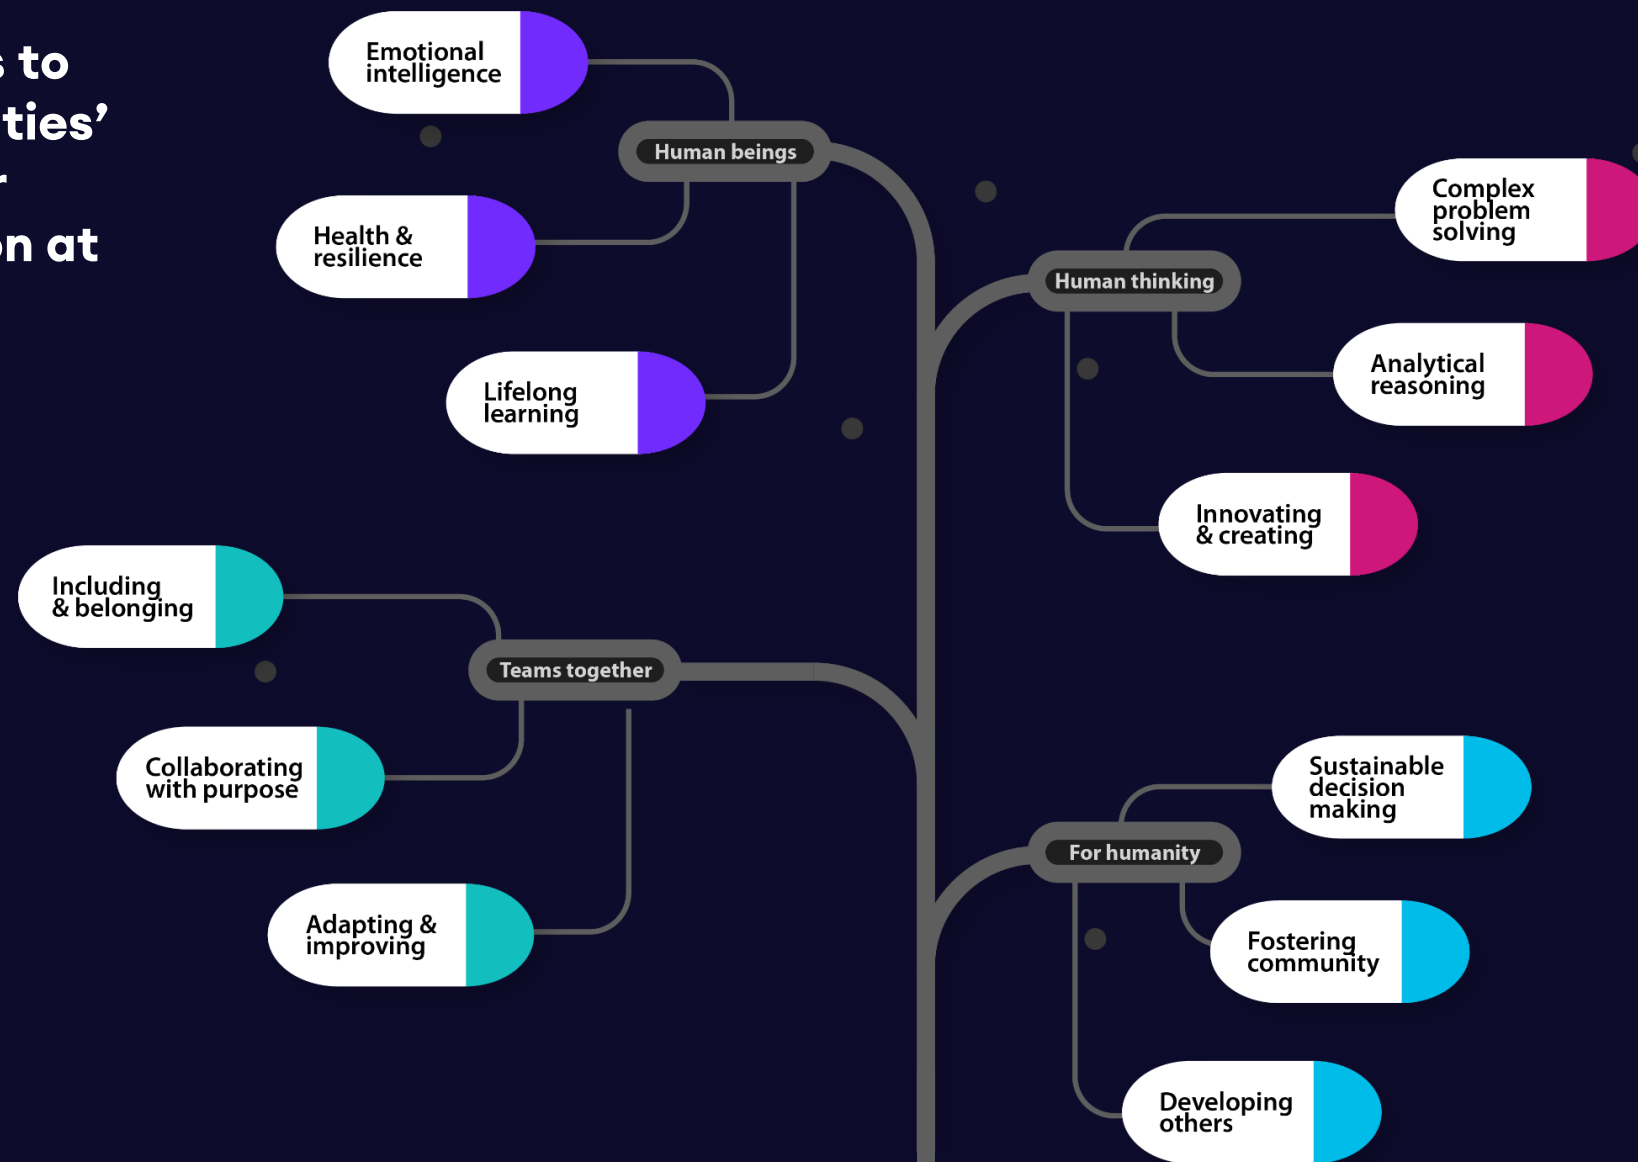 s to
ties’
r
on at
Emotional
intelligence
Human beings
Health &
resilience
Lifelong
learning
Complex
problem
solving
Human thinking
Analytical
reasoning
Innovating
& creating
Including
& belonging
Teams together
Collaborating
with purpose
Adapting &
improving
Sustainable
decision
making
For humanity
Fostering
community
Developing
others